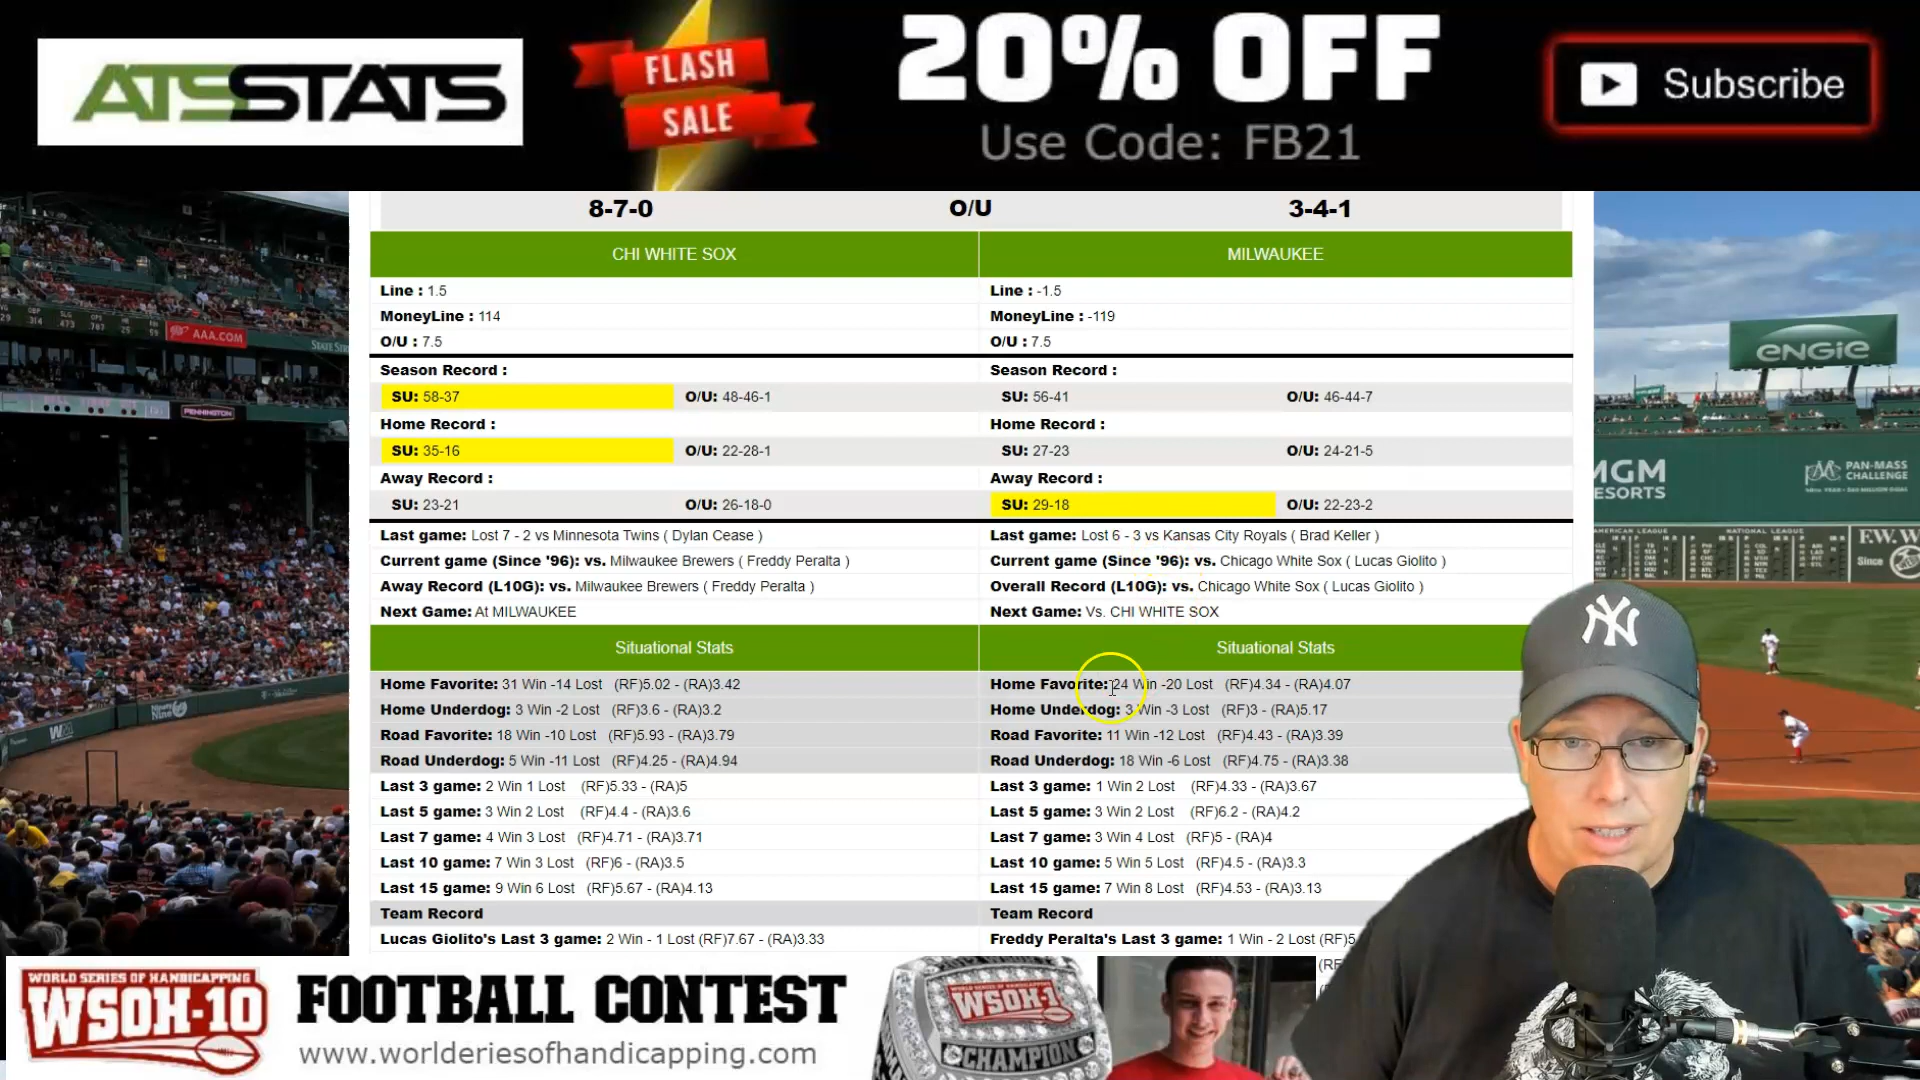 ATSSTATS
FLASH
SALE
20% OFF
Use Code: FB21
Subscribe
8-7-0 O/U 3-4-1
CHI WHITE SOX MILWAUKEE
Line : 1.5 Line : -1.5
MoneyLine : 114 MoneyLine : -119
O/U : 7.5 O/U : 7.5
Season Record : Season Record :
SU: 58-37 O/U: 48-46-1 SU: 56-41 O/U: 46-44-7
Home Record : Home Record :
SU: 35-16 O/U: 22-28-1 SU: 27-23 O/U: 24-21-5
Away Record : Away Record :
SU: 23-21 O/U: 26-18-0 SU: 29-18 O/U: 22-23-2
Last game: Lost 7 - 2 vs Minnesota Twins ( Dylan Cease ) Last game: Lost 6 - 3 vs Kansas City Royals ( Brad Keller )
Current game (Since '96): vs. Milwaukee Brewers ( Freddy Peralta ) Current game (Since '96): vs. Chicago White Sox ( Lucas Giolito )
Away Record (L10G): vs. Milwaukee Brewers ( Freddy Peralta ) Overall Record (L10G): vs. Chicago White Sox ( Lucas Giolito )
Next Game: At MILWAUKEE Next Game: Vs. CHI WHITE SOX
Situational Stats Situational Stats
Home Favorite: 31 Win -14 Lost (RF)5.02 - (RA)3.42 Home Favorite: 24 Win -20 Lost (RF)4.34 - (RA)4.07
Home Underdog: 3 Win -2 Lost (RF)3.6 - (RA)3.2 Home Underdog: 3 Win -3 Lost (RF)3 - (RA)5.17
Road Favorite: 18 Win -10 Lost (RF)5.93 - (RA)3.79 Road Favorite: 11 Win -12 Lost (RF)4.43 - (RA)3.39
Road Underdog: 5 Win -11 Lost (RF)4.25 - (RA)4.94 Road Underdog: 18 Win -6 Lost (RF)4.75 - (RA)3.38
Last 3 game: 2 Win 1 Lost (RF)5.33 - (RA)5 Last 3 game: 1 Win 2 Lost (RF)4.33 - (RA)3.67
Last 5 game: 3 Win 2 Lost (RF)4.4 - (RA)3.6 Last 5 game: 3 Win 2 Lost (RF)6.2 - (RA)4.2
Last 7 game: 4 Win 3 Lost (RF)4.71 - (RA)3.71 Last 7 game: 3 Win 4 Lost (RF)5 - (RA)4
Last 10 game: 7 Win 3 Lost (RF)6 - (RA)3.5 Last 10 game: 5 Win 5 Lost (RF)4.5 - (RA)3.3
Last 15 game: 9 Win 6 Lost (RF)5.67 - (RA)4.13 Last 15 game: 7 Win 8 Lost (RF)4.53 - (RA)3.13
Team Record Team Record
Lucas Giolito's Last 3 game: 2 Win - 1 Lost (RF)7.67 - (RA)3.33 Freddy Peralta's Last 3 game: 1 Win - 2 Lost (RF)5
(RF
AAA.COM
PENNINGTON
W21
ENGIE
MGM
RESORTS
PAN-MASS
CHALLENGE
AMERICAN LEAGUE NATIONAL LEAGUE
F.W. W
Since
NY
WORLD SERIES OF HANDICAPPING
WSOH-10
FOOTBALL CONTEST
www.worlderiesofhandicapping.com
WSOH-1
CHAMPION